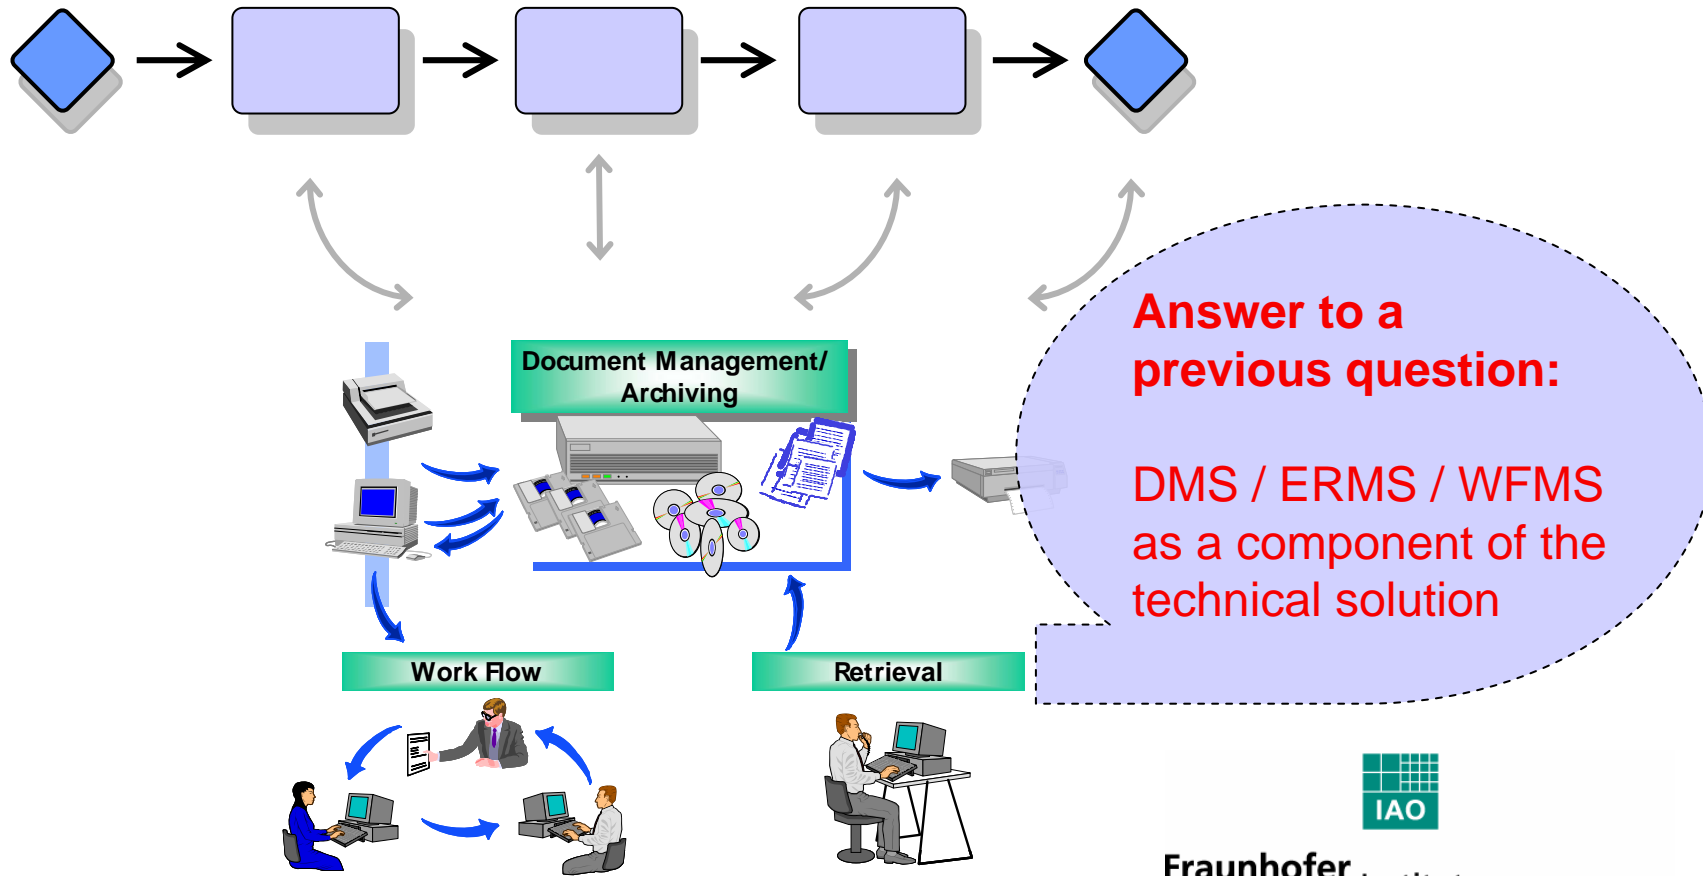 Document Management/
Archiving
Answer to a
previous question:
DMS / ERMS / WFMS
as a component of the
technical solution
Work Flow
Retrieval
IAO
Fraunhofer